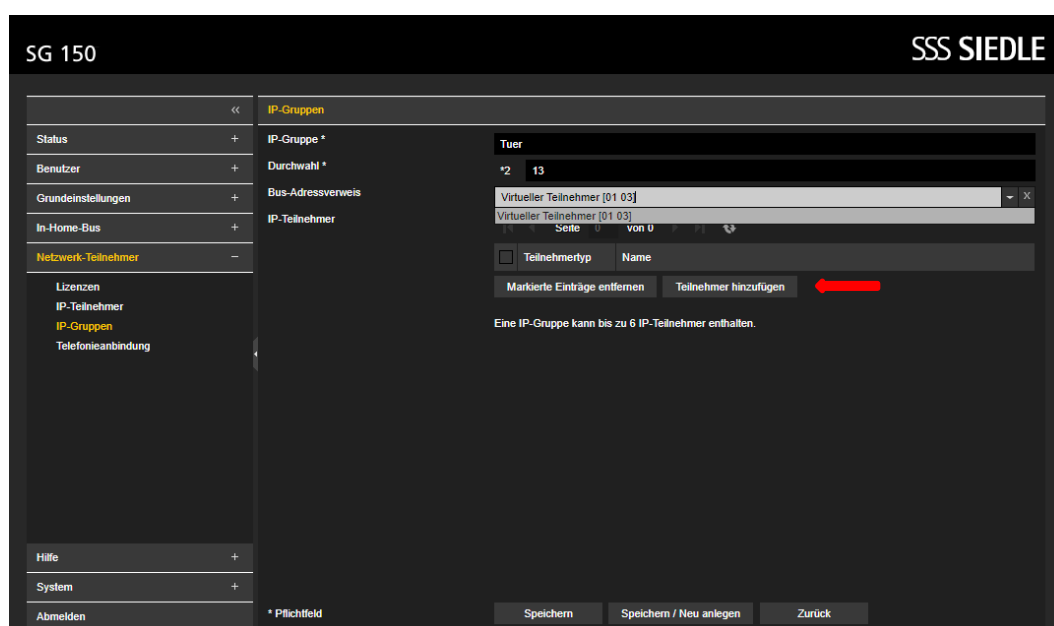 SG 150
SSS SIEDLE
«
Status +
Benutzer +
Grundeinstellungen +
In-Home-Bus +
Netzwerk-Teilnehmer −
Lizenzen
IP-Teilnehmer
IP-Gruppen
Telefonieanbindung
Hilfe +
System +
Abmelden
IP-Gruppen
IP-Gruppe * Tuer
Durchwahl * *2 13
Bus-Adressverweis Virtueller Teilnehmer [01 03] X
Virtueller Teilnehmer [01 03]
IP-Teilnehmer Seite 0 von 0
Teilnehmertyp Name
Markierte Einträge entfernen Teilnehmer hinzufügen
Eine IP-Gruppe kann bis zu 6 IP-Teilnehmer enthalten.
* Pflichtfeld Speichern Speichern / Neu anlegen Zurück